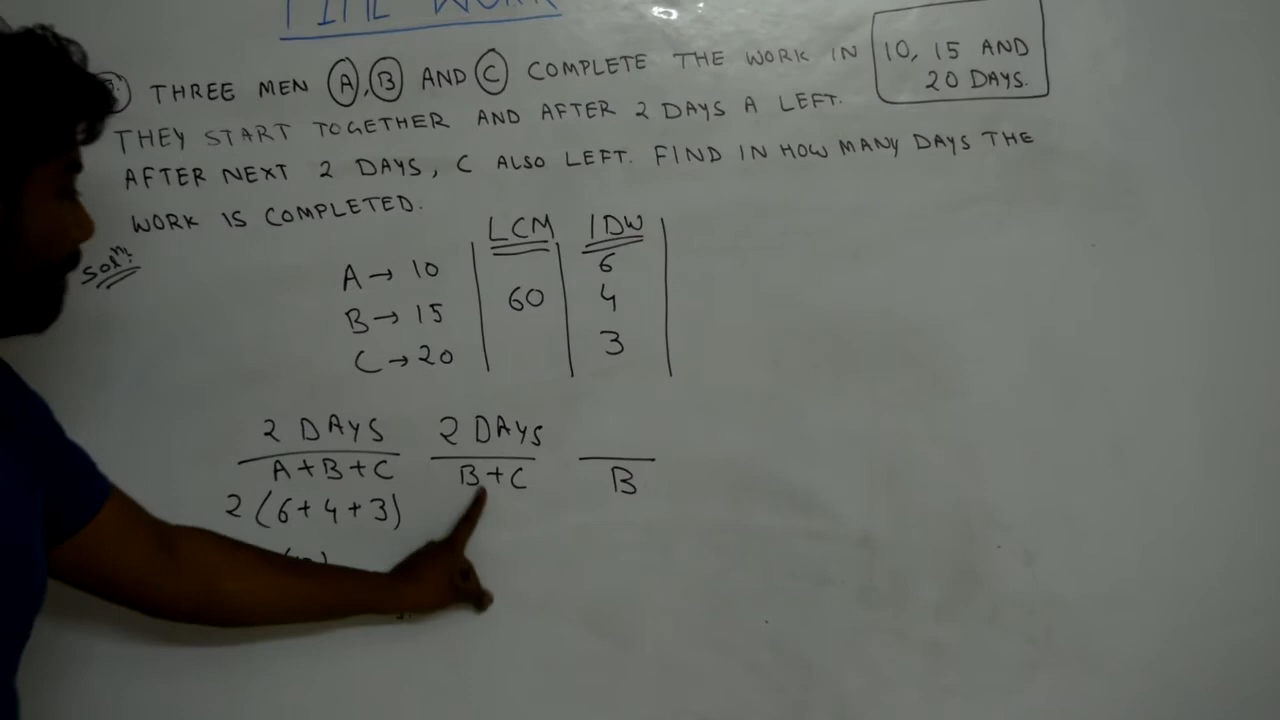 TIME WORK
THREE MEN A, B AND C COMPLETE THE WORK IN 10, 15 AND
20 DAYS.
THEY START TOGETHER AND AFTER 2 DAYS A LEFT.
AFTER NEXT 2 DAYS, C ALSO LEFT. FIND IN HOW MANY DAYS THE
WORK IS COMPLETED.
Solⁿ:
LCM 1DW
A → 10 6
B → 15 60 4
C → 20 3
2 DAYS 2 DAYS
A+B+C B+C B
2 (6+4+3)